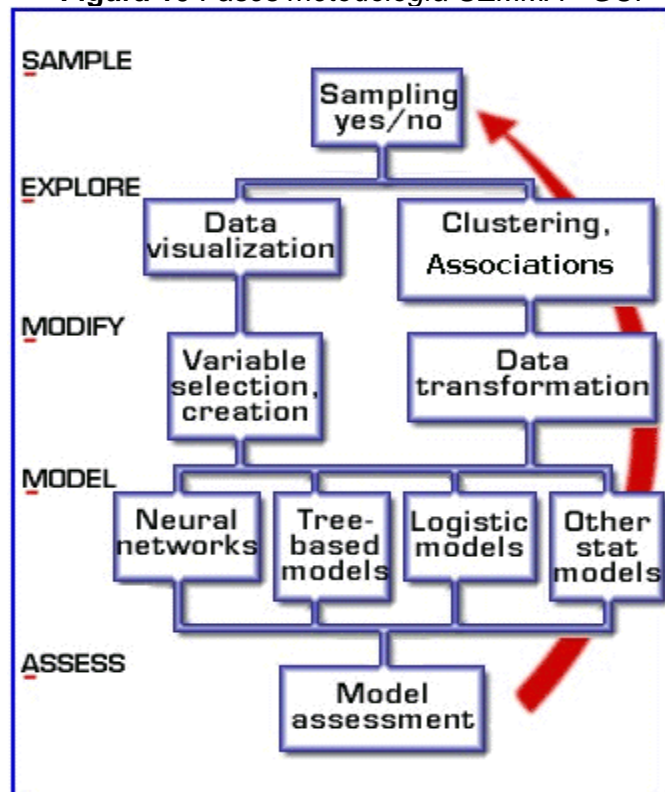 SAMPLE
Sampling
yes/no
EXPLORE
Data
visualization
Clustering,
Associations
MODIFY
Variable
selection,
creation
Data
transformation
MODEL
Neural
networks
Tree-
based
models
Logistic
models
Other
stat
models
ASSESS
Model
assessment